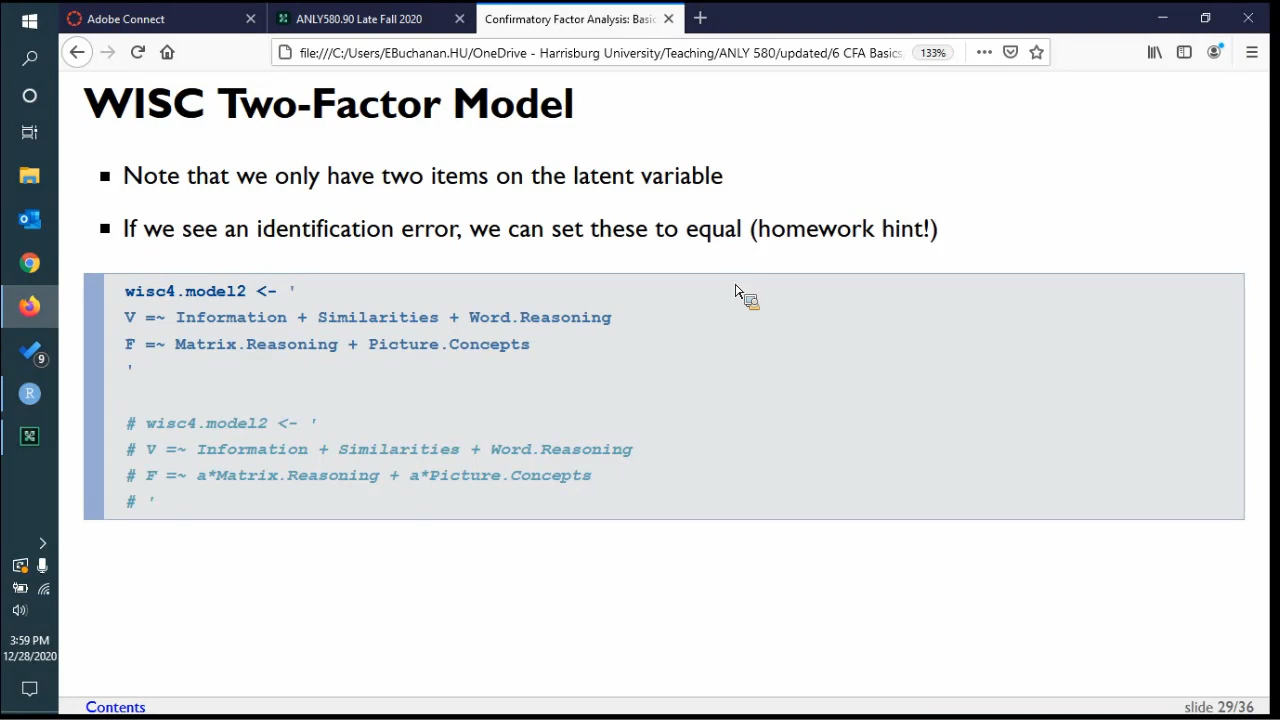 Adobe Connect
ANLY580.90 Late Fall 2020
Confirmatory Factor Analysis: Basic
file:///C:/Users/EBuchanan.HU/OneDrive - Harrisburg University/Teaching/ANLY 580/updated/6 CFA Basics
133%
WISC Two-Factor Model
Note that we only have two items on the latent variable
If we see an identification error, we can set these to equal (homework hint!)
wisc4.model2 <- '
V =~ Information + Similarities + Word.Reasoning
F =~ Matrix.Reasoning + Picture.Concepts
'
# wisc4.model2 <- '
# V =~ Information + Similarities + Word.Reasoning
# F =~ a*Matrix.Reasoning + a*Picture.Concepts
# '
9
R
3:59 PM
12/28/2020
Contents
slide 29/36